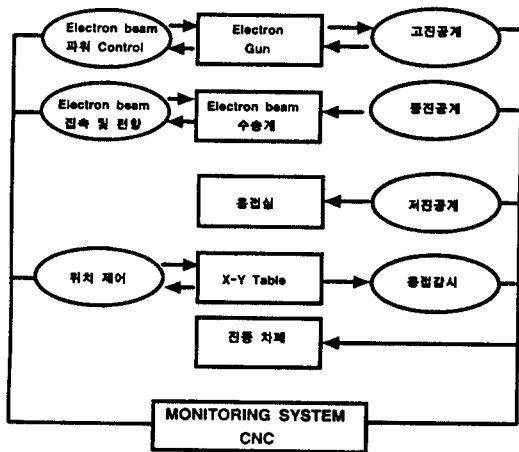 Electron beam
파워 Control
Electron
Gun
고진공계
Electron beam
집속 및 편향
Electron beam
수송계
중진공계
용접실
저진공계
위치 제어
X-Y Table
용접감시
진동 차폐
MONITORING SYSTEM
CNC